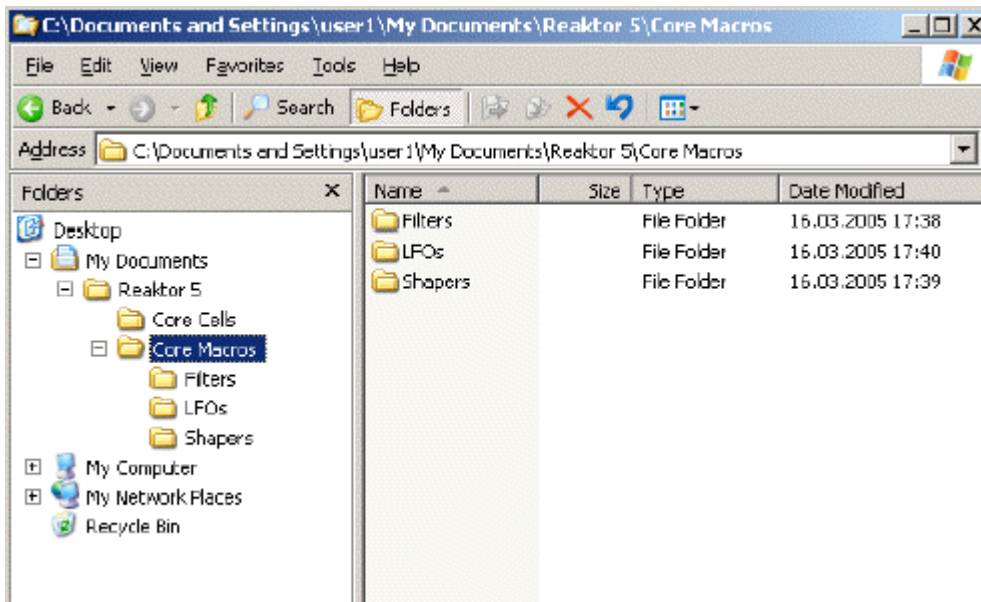 C:\Documents and Settings\user1\My Documents\Reaktor 5\Core Macros
File Edit View Favorites Tools Help
Back Search Folders
Address C:\Documents and Settings\user1\My Documents\Reaktor 5\Core Macros
Folders x Name Size Type Date Modified
Desktop
My Documents
Reaktor 5
Core Cells
Core Macros
Filters
LFOs
Shapers
My Computer
My Network Places
Recycle Bin
Filters File Folder 16.03.2005 17:38
LFOs File Folder 16.03.2005 17:40
Shapers File Folder 16.03.2005 17:39